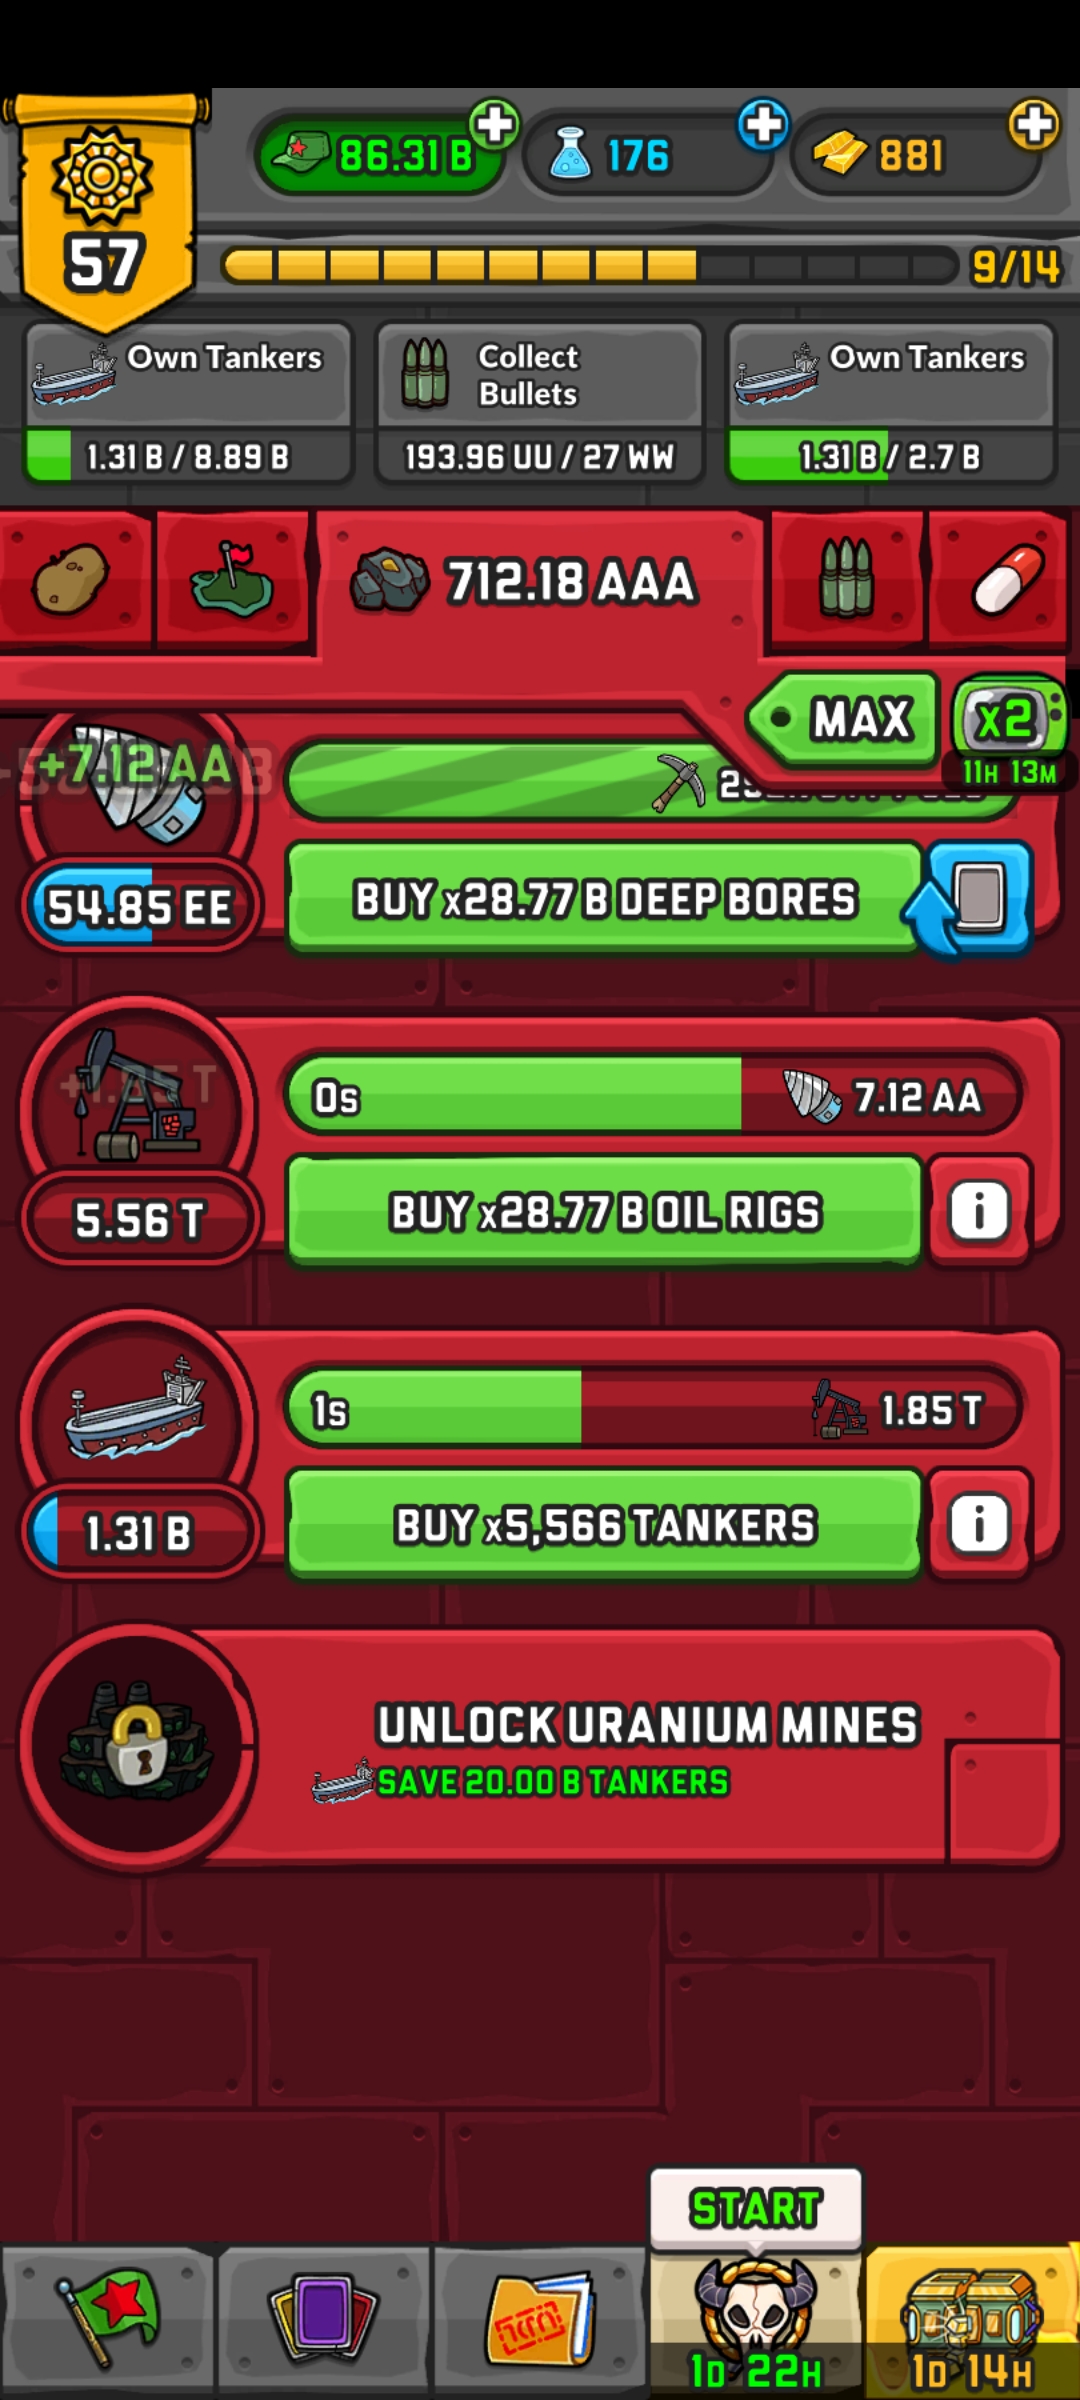 86.31 B
176
881
57
9/14
Own Tankers
1.31 B / 8.89 B
Collect
Bullets
193.96 UU / 27 WW
Own Tankers
1.31 B / 2.7 B
712.18 AAA
MAX
x2
11H 13M
+7.12 AA
54.85 EE
BUY x28.77 B DEEP BORES
+1.85 T
0s
7.12 AA
5.56 T
BUY x28.77 B OIL RIGS
1s
1.85 T
1.31 B
BUY x5,566 TANKERS
UNLOCK URANIUM MINES
SAVE 20.00 B TANKERS
START
1D 22H
1D 14H